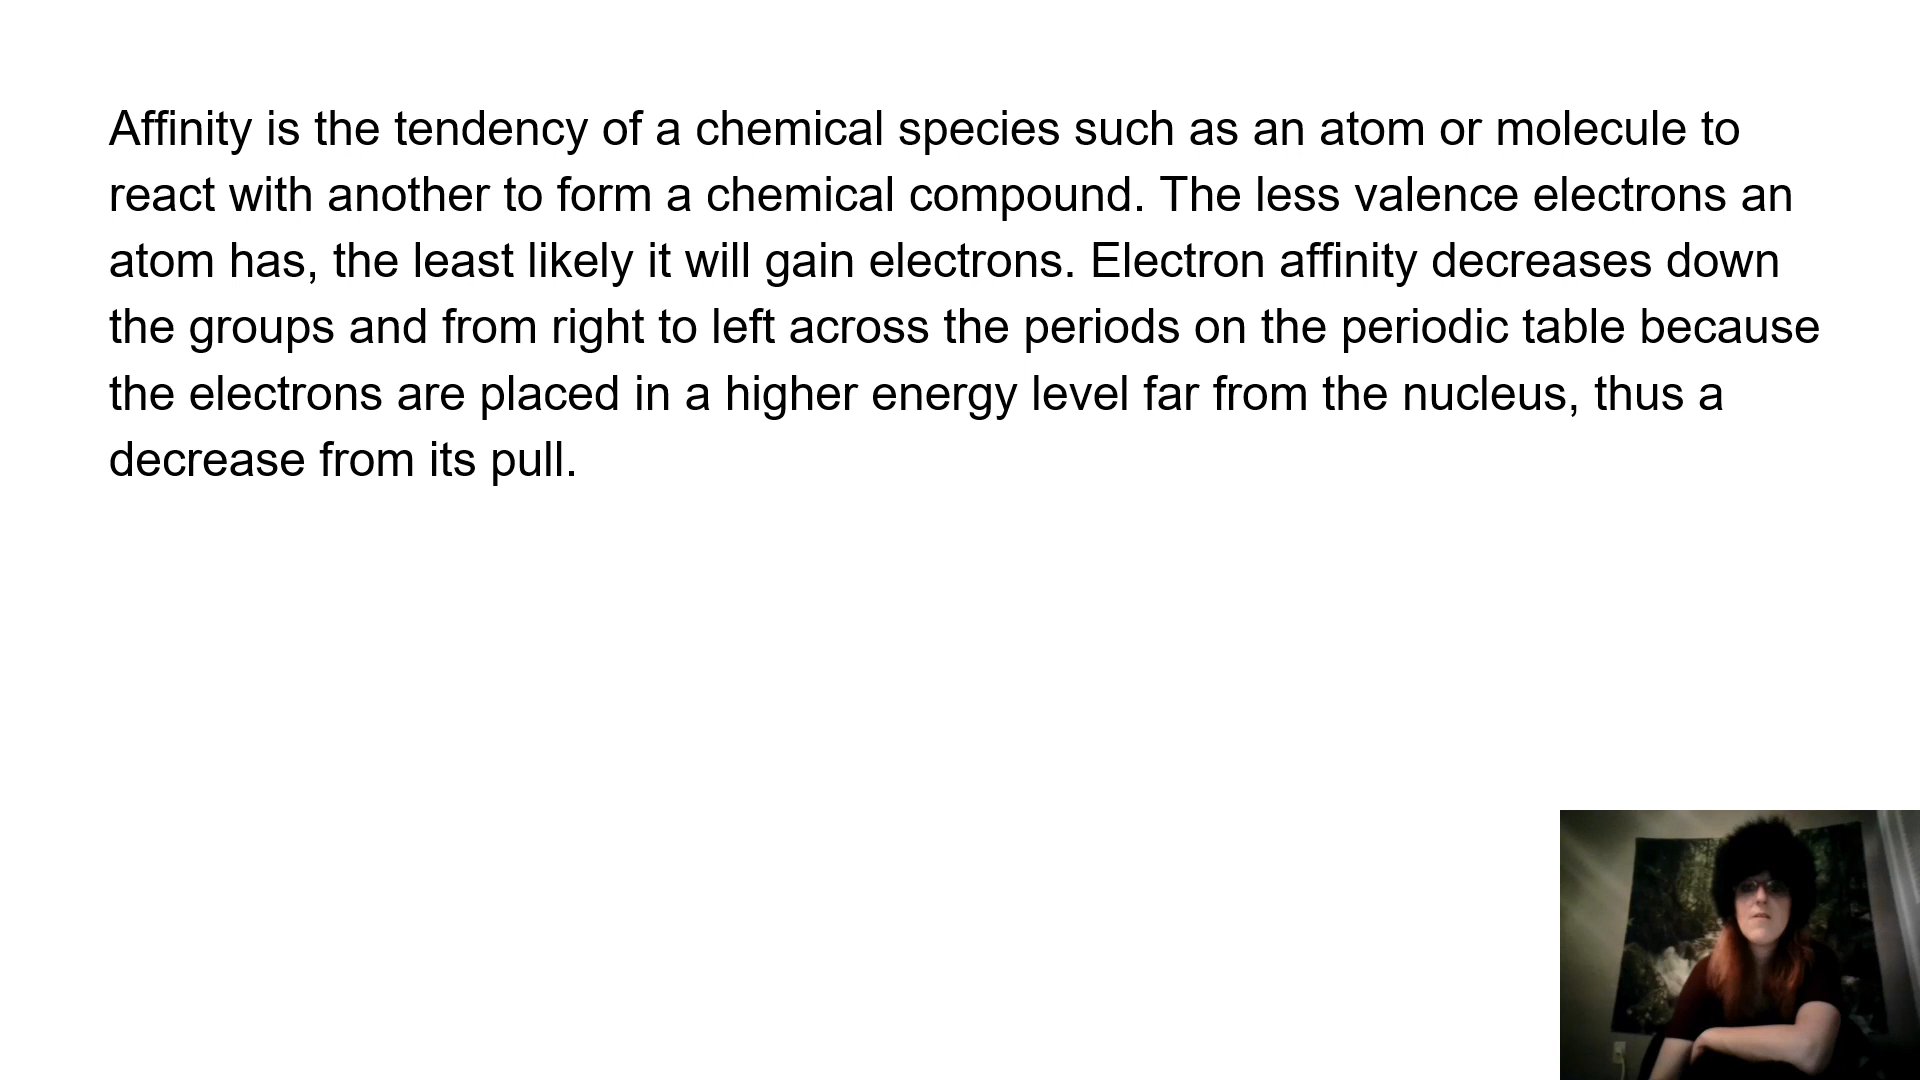 Affinity is the tendency of a chemical species such as an atom or molecule to
react with another to form a chemical compound. The less valence electrons an
atom has, the least likely it will gain electrons. Electron affinity decreases down
the groups and from right to left across the periods on the periodic table because
the electrons are placed in a higher energy level far from the nucleus, thus a
decrease from its pull.